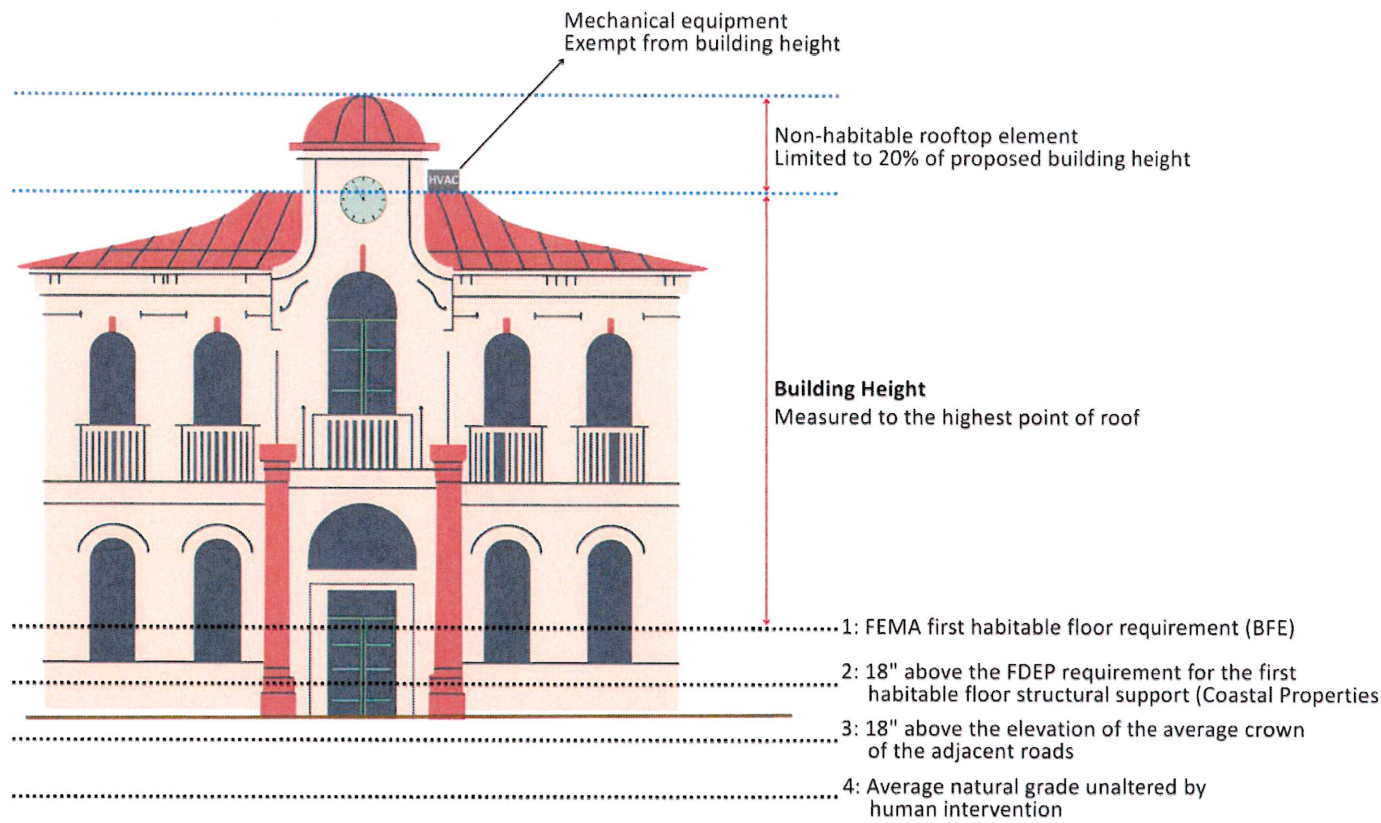 Mechanical equipment
Exempt from building height
HVAC
Non-habitable rooftop element
Limited to 20% of proposed building height
Building Height
Measured to the highest point of roof
1: FEMA first habitable floor requirement (BFE)
2: 18" above the FDEP requirement for the first
habitable floor structural support (Coastal Properties
3: 18" above the elevation of the average crown
of the adjacent roads
4: Average natural grade unaltered by
human intervention